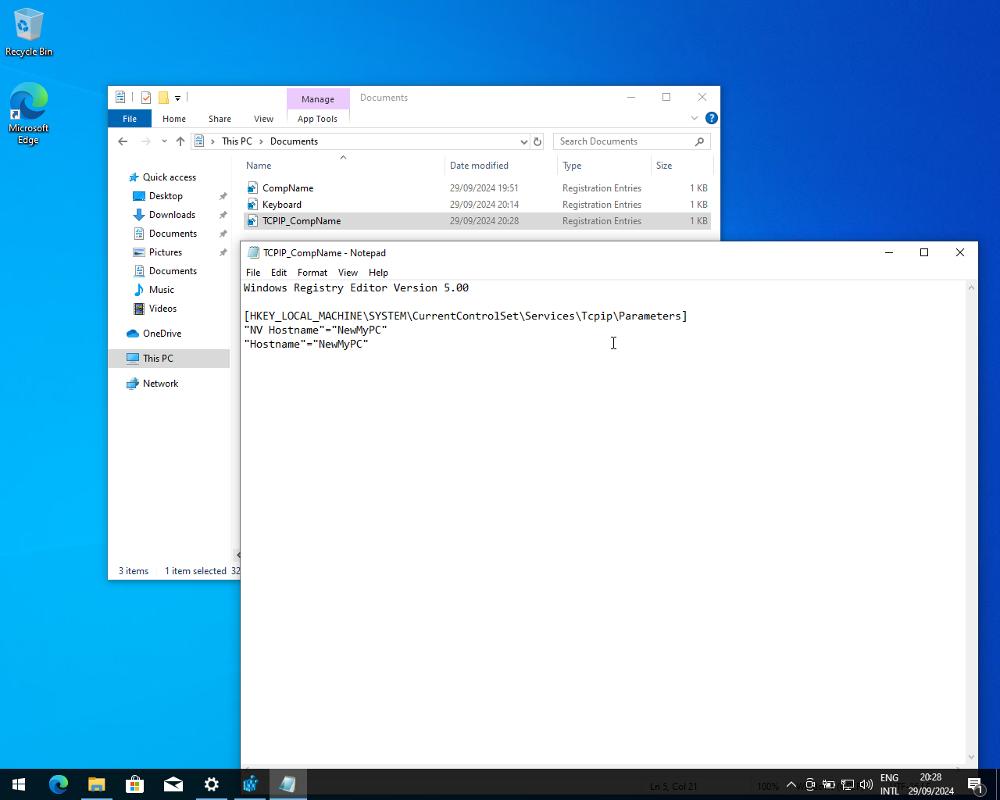 Recycle Bin
Microsoft
Edge
Manage
Documents
File
Home
Share
View
App Tools
This PC
Documents
Search Documents
Name
Date modified
Type
Size
Quick access
Desktop
Downloads
Documents
Pictures
Documents
Music
Videos
OneDrive
This PC
Network
CompName 29/09/2024 19:51 Registration Entries 1 KB
Keyboard 29/09/2024 20:14 Registration Entries 1 KB
TCPIP_CompName 29/09/2024 20:28 Registration Entries 1 KB
3 items
1 item selected 32
TCPIP_CompName - Notepad
File Edit Format View Help
Windows Registry Editor Version 5.00
[HKEY_LOCAL_MACHINE\SYSTEM\CurrentControlSet\Services\Tcpip\Parameters]
"NV Hostname"="NewMyPC"
"Hostname"="NewMyPC"
Ln 5, Col 21
100%
ENG
INTL
20:28
29/09/2024
1